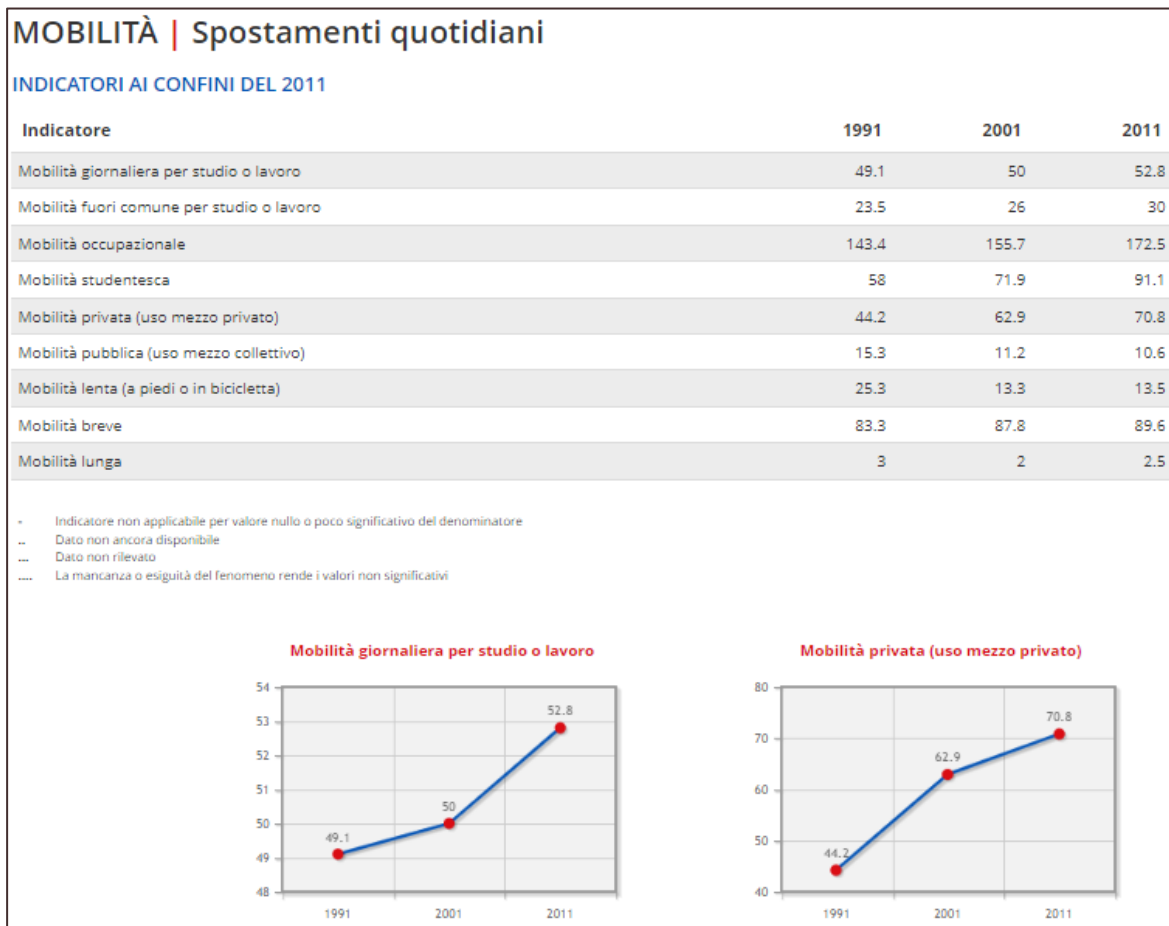 MOBILITÀ | Spostamenti quotidiani
INDICATORI AI CONFINI DEL 2011
Indicatore 1991 2001 2011
Mobilità giornaliera per studio o lavoro 49.1 50 52.8
Mobilità fuori comune per studio o lavoro 23.5 26 30
Mobilità occupazionale 143.4 155.7 172.5
Mobilità studentesca 58 71.9 91.1
Mobilità privata (uso mezzo privato) 44.2 62.9 70.8
Mobilità pubblica (uso mezzo collettivo) 15.3 11.2 10.6
Mobilità lenta (a piedi o in bicicletta) 25.3 13.3 13.5
Mobilità breve 83.3 87.8 89.6
Mobilità lunga 3 2 2.5
- Indicatore non applicabile per valore nullo o poco significativo del denominatore
.. Dato non ancora disponibile
... Dato non rilevato
.... La mancanza o esiguità del fenomeno rende i valori non significativi
Mobilità giornaliera per studio o lavoro
54
53
52
51
50
49
48
49.1
50
52.8
1991 2001 2011
Mobilità privata (uso mezzo privato)
80
70
60
50
40
44.2
62.9
70.8
1991 2001 2011